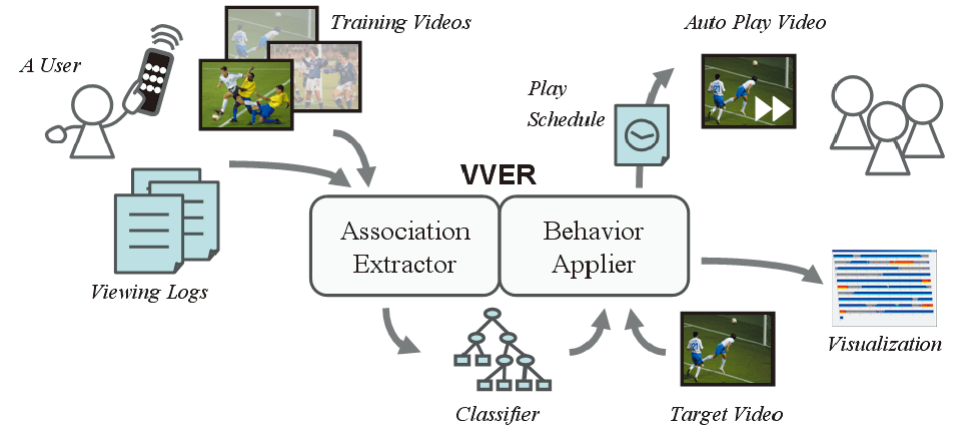 Training Videos
Auto Play Video
A User
Play
Schedule
VVER
Association
Extractor
Behavior
Applier
Viewing Logs
Visualization
Classifier
Target Video